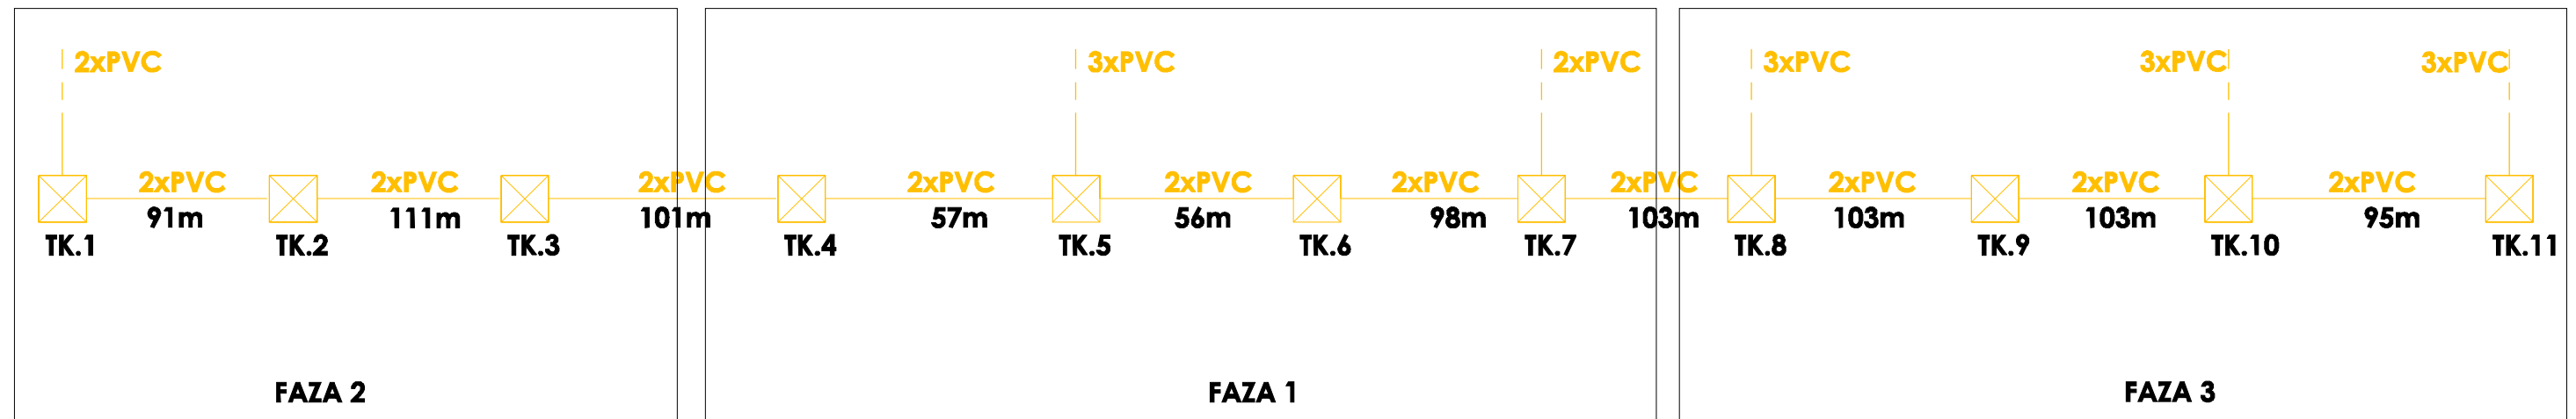 2xPVC
3xPVC
2xPVC
3xPVC
3xPVC
3xPVC
2xPVC
2xPVC
2xPVC
2xPVC
2xPVC
2xPVC
2xPVC
2xPVC
2xPVC
2xPVC
91m
111m
101m
57m
56m
98m
103m
103m
103m
95m
TK.1
TK.2
TK.3
TK.4
TK.5
TK.6
TK.7
TK.8
TK.9
TK.10
TK.11
FAZA 2
FAZA 1
FAZA 3